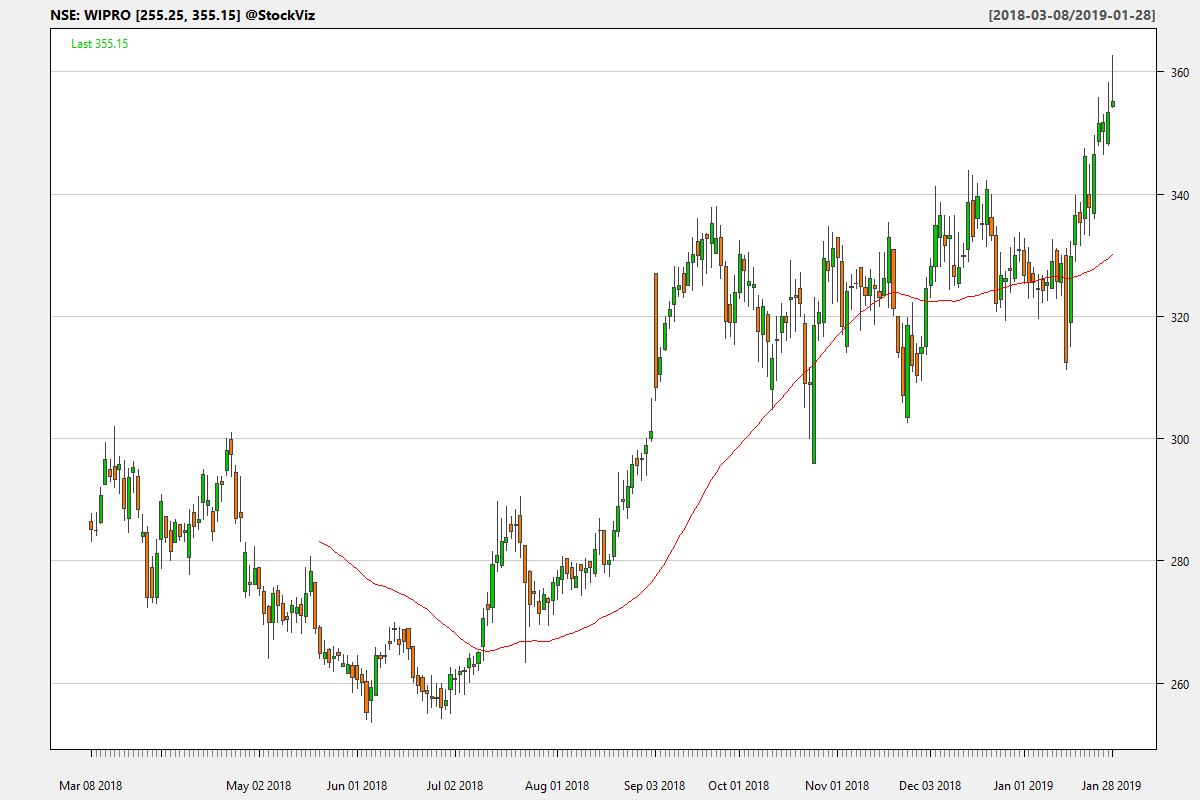 NSE: WIPRO [255.25, 355.15] @StockViz
[2018-03-08/2019-01-28]
Last 355.15
360
340
320
300
280
260
Mar 08 2018
May 02 2018
Jun 01 2018
Jul 02 2018
Aug 01 2018
Sep 03 2018
Oct 01 2018
Nov 01 2018
Dec 03 2018
Jan 01 2019
Jan 28 2019